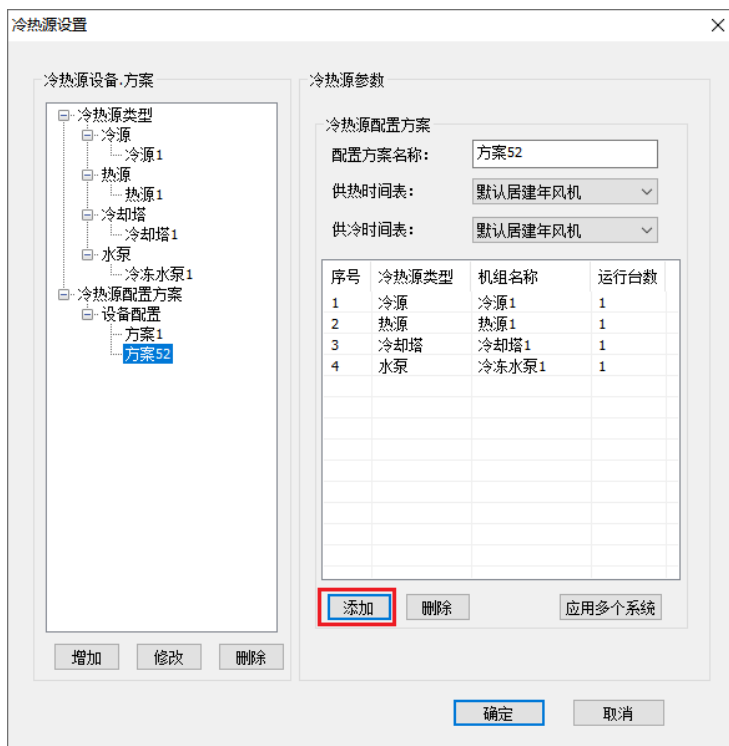 冷热源设置
冷热源设备.方案
冷热源类型
冷源
冷源1
热源
热源1
冷却塔
冷却塔1
水泵
冷冻水泵1
冷热源配置方案
设备配置
方案1
方案52
增加 修改 删除
冷热源参数
冷热源配置方案
配置方案名称: 方案52
供热时间表: 默认居建年风机
供冷时间表: 默认居建年风机
序号 冷热源类型 机组名称 运行台数
1 冷源 冷源1 1
2 热源 热源1 1
3 冷却塔 冷却塔1 1
4 水泵 冷冻水泵1 1
添加 删除 应用多个系统
确定 取消